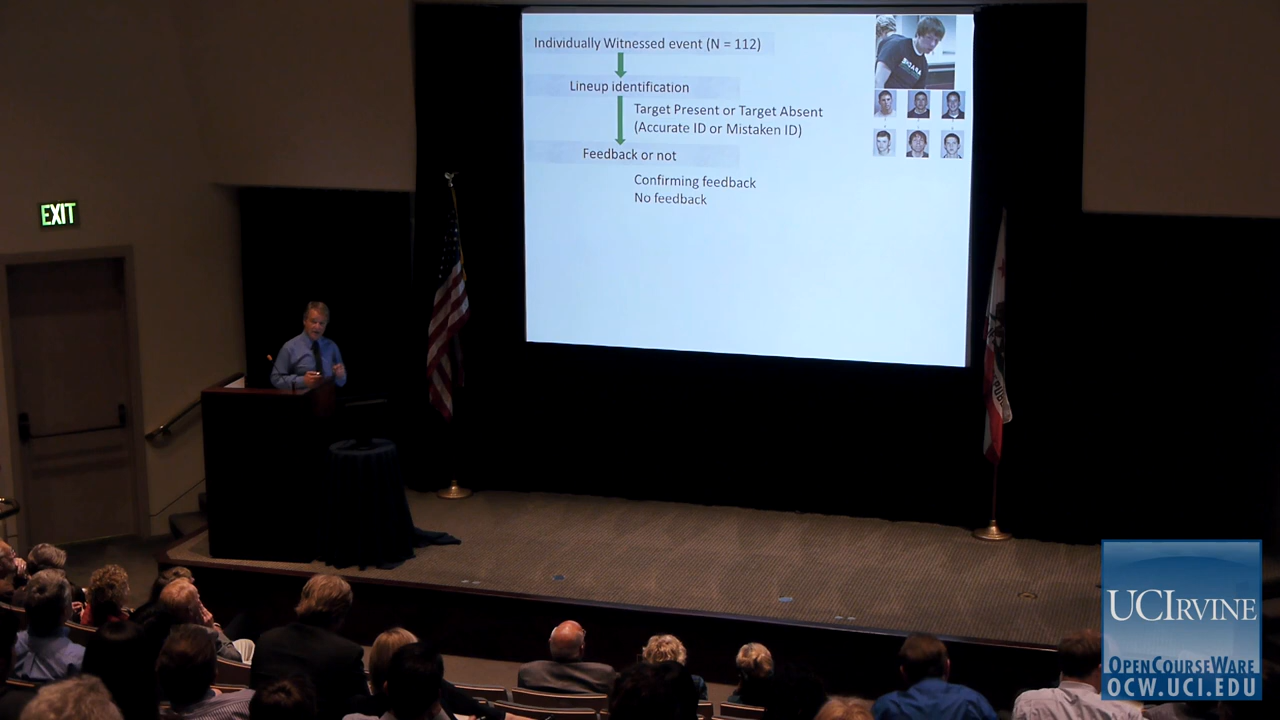 Individually Witnessed event (N = 112)
Lineup identification
Target Present or Target Absent
(Accurate ID or Mistaken ID)
Feedback or not
Confirming feedback
No feedback
EXIT
UCIRVINE
OPENCOURSEWARE
OCW.UCI.EDU